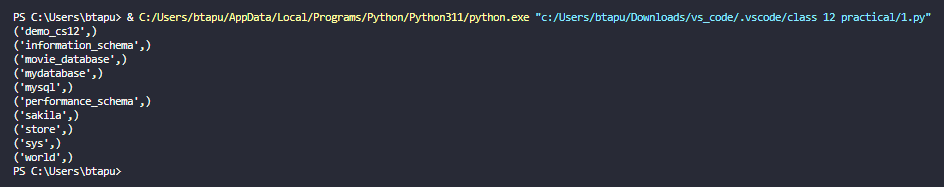 PS C:\Users\btapu> & C:/Users/btapu/AppData/Local/Programs/Python/Python311/python.exe "c:/Users/btapu/Downloads/vs_code/.vscode/class 12 practical/1.py"
('demo_cs12',)
('information_schema',)
('movie_database',)
('mydatabase',)
('mysql',)
('performance_schema',)
('sakila',)
('store',)
('sys',)
('world',)
PS C:\Users\btapu>